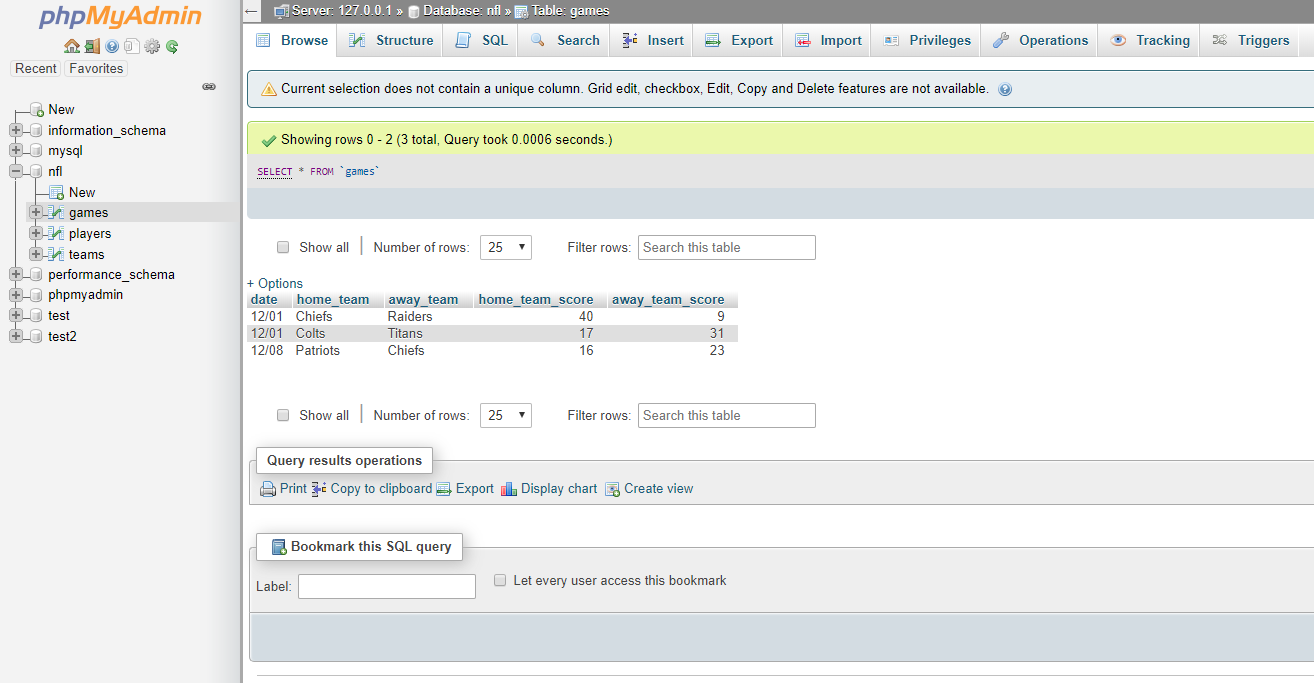 phpMyAdmin
Recent Favorites
New
information_schema
mysql
nfl
New
games
players
teams
performance_schema
phpmyadmin
test
test2
Server: 127.0.0.1 » Database: nfl » Table: games
Browse Structure SQL Search Insert Export Import Privileges Operations Tracking Triggers
Current selection does not contain a unique column. Grid edit, checkbox, Edit, Copy and Delete features are not available.
Showing rows 0 - 2 (3 total, Query took 0.0006 seconds.)
SELECT * FROM `games`
Show all Number of rows: 25 Filter rows: Search this table
+ Options
date home_team away_team home_team_score away_team_score
12/01 Chiefs Raiders 40 9
12/01 Colts Titans 17 31
12/08 Patriots Chiefs 16 23
Show all Number of rows: 25 Filter rows: Search this table
Query results operations
Print Copy to clipboard Export Display chart Create view
Bookmark this SQL query
Label: Let every user access this bookmark